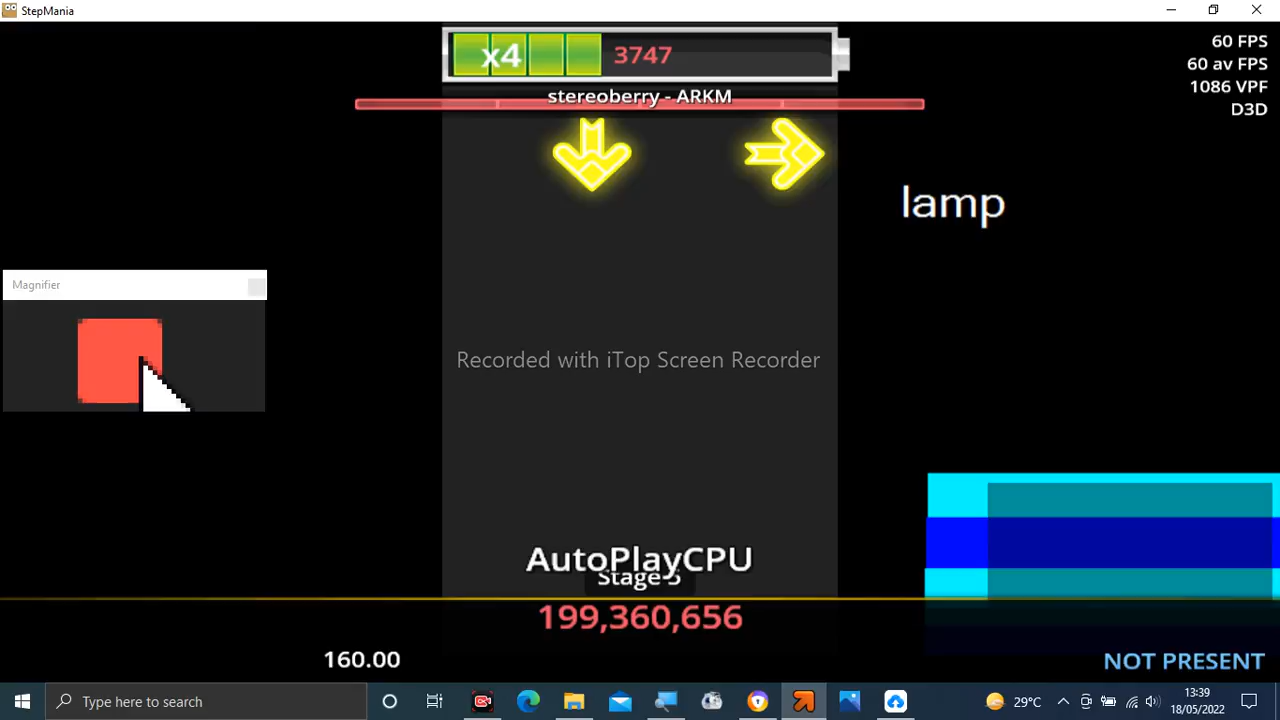 StepMania
60 FPS
60 av FPS
1086 VPF
D3D
x4 3747
stereoberry - ARKM
lamp
Magnifier
Recorded with iTop Screen Recorder
AutoPlayCPU
Stage 5
199,360,656
160.00
NOT PRESENT
Type here to search
29°C
13:39
18/05/2022